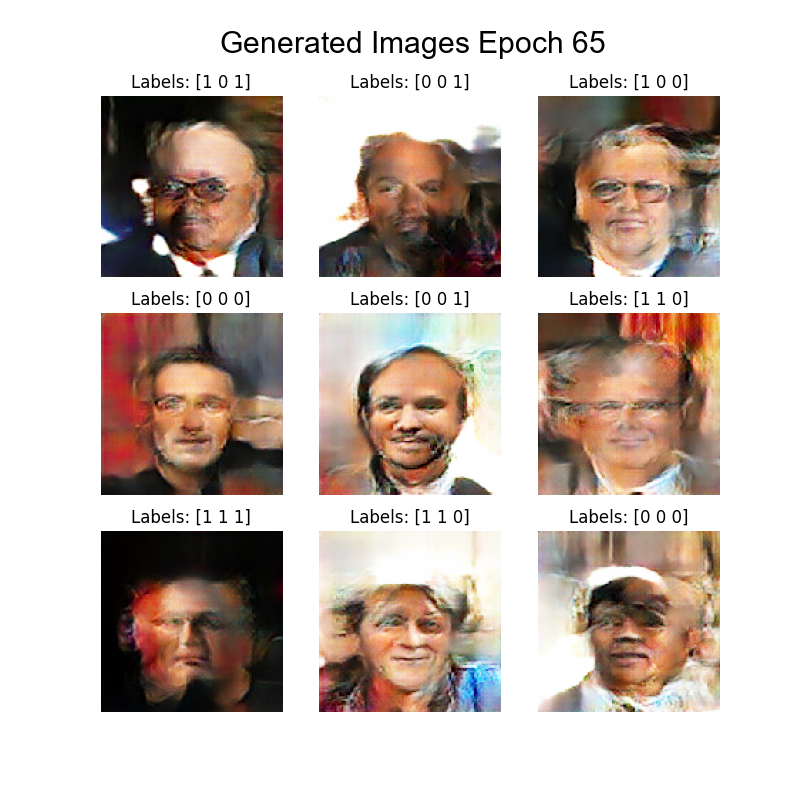 Generated Images Epoch 65
Labels: [1 0 1] Labels: [0 0 1] Labels: [1 0 0]
Labels: [0 0 0] Labels: [0 0 1] Labels: [1 1 0]
Labels: [1 1 1] Labels: [1 1 0] Labels: [0 0 0]